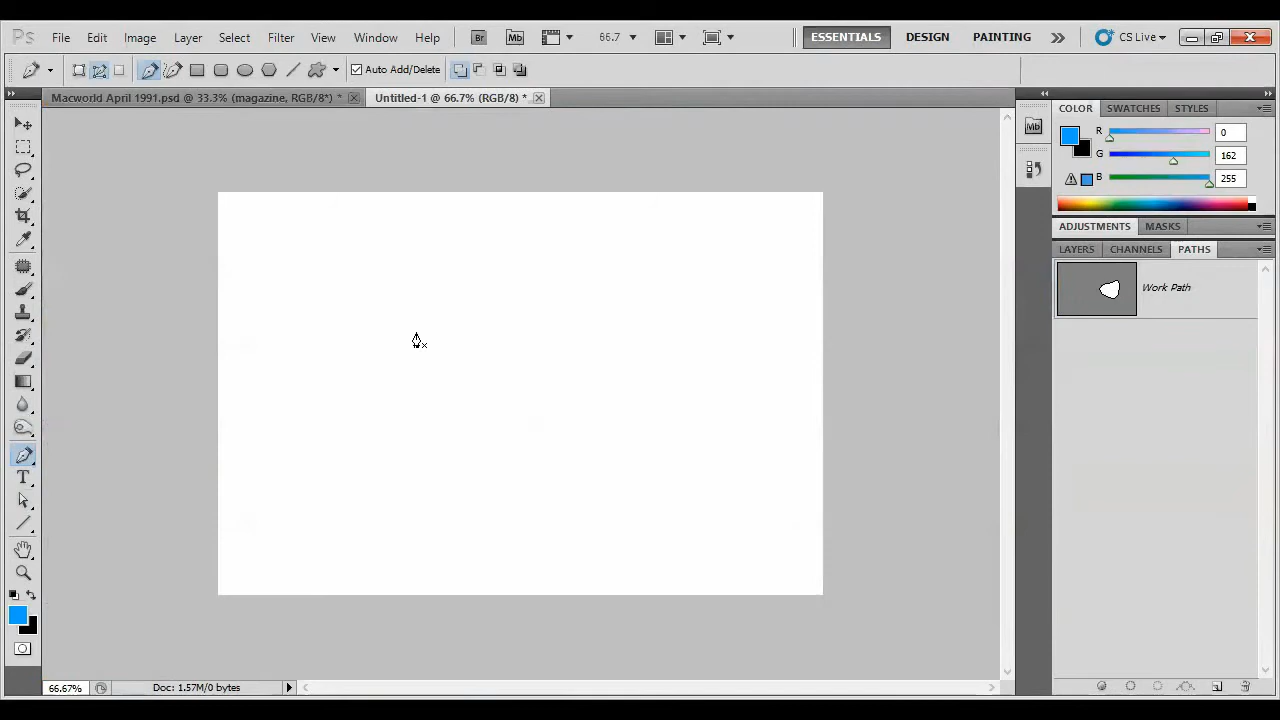 Ps File Edit Image Layer Select Filter View Window Help Br Mb 66.7 ESSENTIALS DESIGN PAINTING CS Live
Auto Add/Delete
Macworld April 1991.psd @ 33.3% (magazine, RGB/8*) * Untitled-1 @ 66.7% (RGB/8) *
Mb
COLOR SWATCHES STYLES
R 0
G 162
B 255
ADJUSTMENTS MASKS
LAYERS CHANNELS PATHS
Work Path
T
66.67% Doc: 1.57M/0 bytes